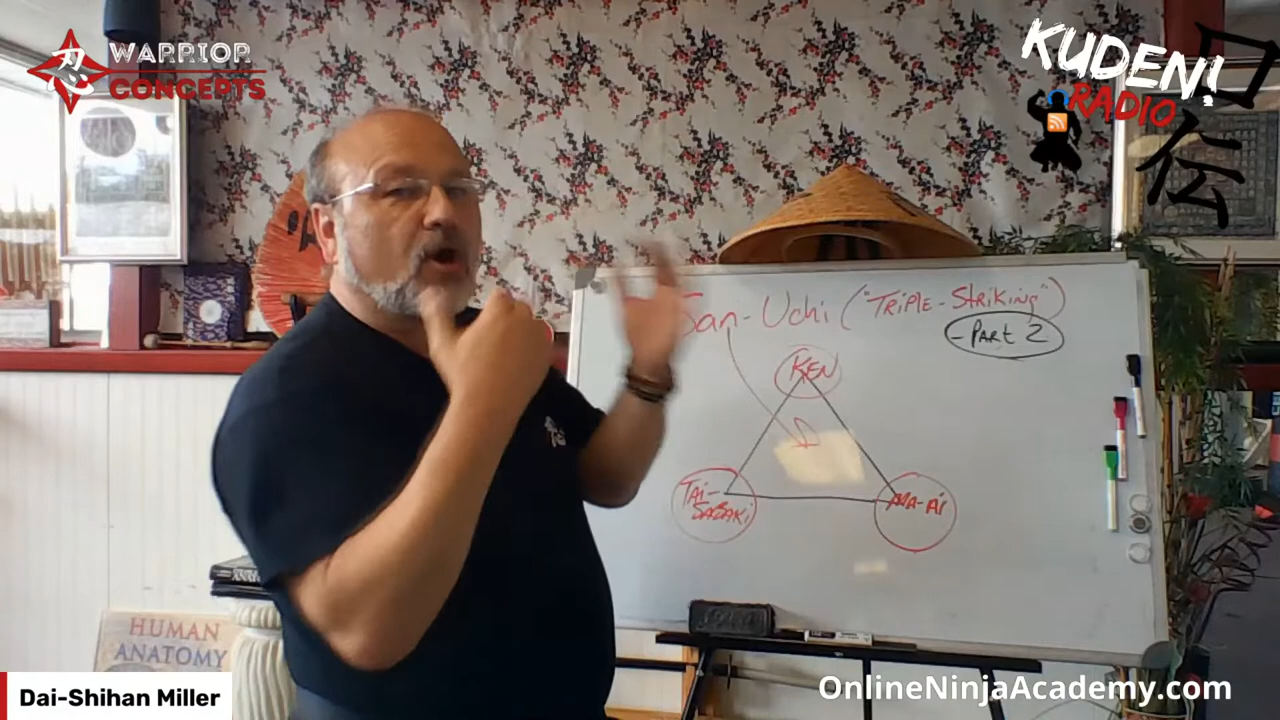 忍
WARRIOR
CONCEPTS
KUDEN!
RADIO
口
伝
San-Uchi ("TRIPLE-STRIKING")
-PART 2
KEN
TAI-
SABAKI
MA-AI
HUMAN
ANATOMY
Dai-Shihan Miller
OnlineNinjaAcademy.com